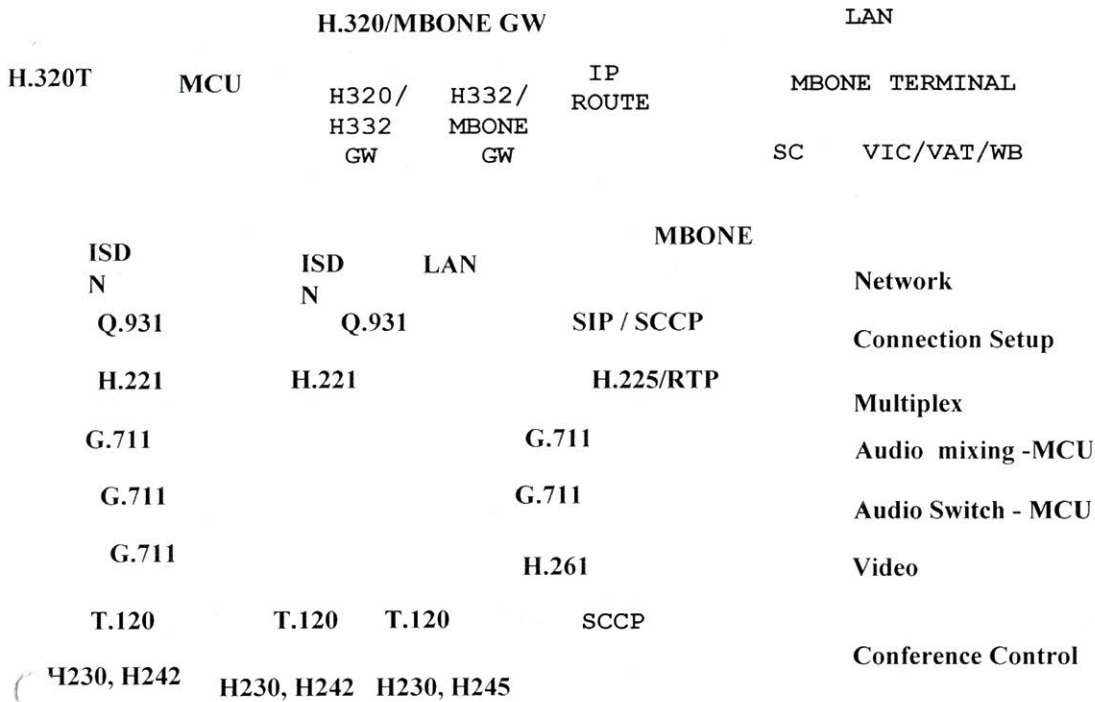 H.320/MBONE GW LAN
H.320T MCU IP MBONE TERMINAL
H320/ H332/ ROUTE
H332 MBONE
GW GW SC VIC/VAT/WB
MBONE
ISD ISD LAN
N N Network
Q.931 Q.931 SIP / SCCP
Connection Setup
H.221 H.221 H.225/RTP
Multiplex
G.711 G.711 Audio mixing -MCU
G.711 G.711 Audio Switch - MCU
G.711 H.261 Video
T.120 T.120 T.120 SCCP
Conference Control
H230, H242 H230, H242 H230, H245